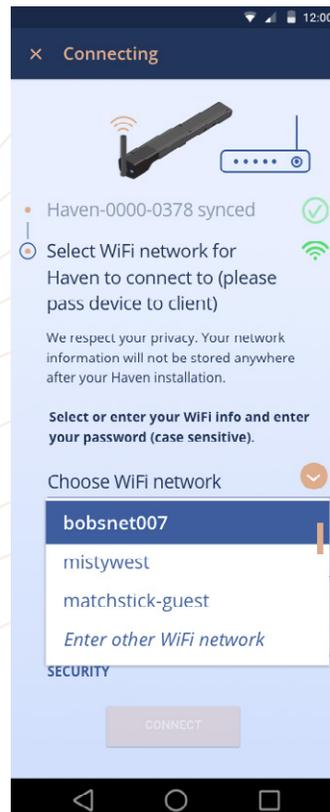 12:00
× Connecting
Haven-0000-0378 synced
Select WiFi network for
Haven to connect to (please
pass device to client)
We respect your privacy. Your network
information will not be stored anywhere
after your Haven installation.
Select or enter your WiFi info and enter
your password (case sensitive).
Choose WiFi network
bobsnet007
mistywest
matchstick-guest
Enter other WiFi network
SECURITY
CONNECT